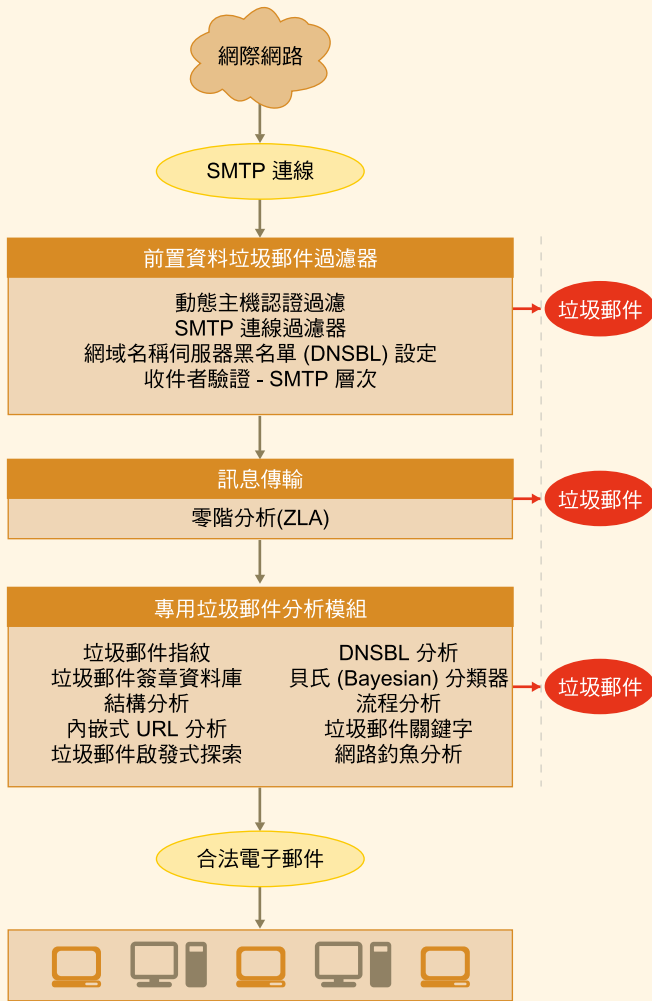 網際網路
SMTP 連線
前置資料垃圾郵件過濾器
動態主機認證過濾
SMTP 連線過濾器
網域名稱伺服器黑名單 (DNSBL) 設定
收件者驗證 - SMTP 層次
垃圾郵件
訊息傳輸
零階分析(ZLA)
垃圾郵件
專用垃圾郵件分析模組
垃圾郵件指紋
垃圾郵件簽章資料庫
結構分析
內嵌式 URL 分析
垃圾郵件啟發式探索
DNSBL 分析
貝氏 (Bayesian) 分類器
流程分析
垃圾郵件關鍵字
網路釣魚分析
垃圾郵件
合法電子郵件